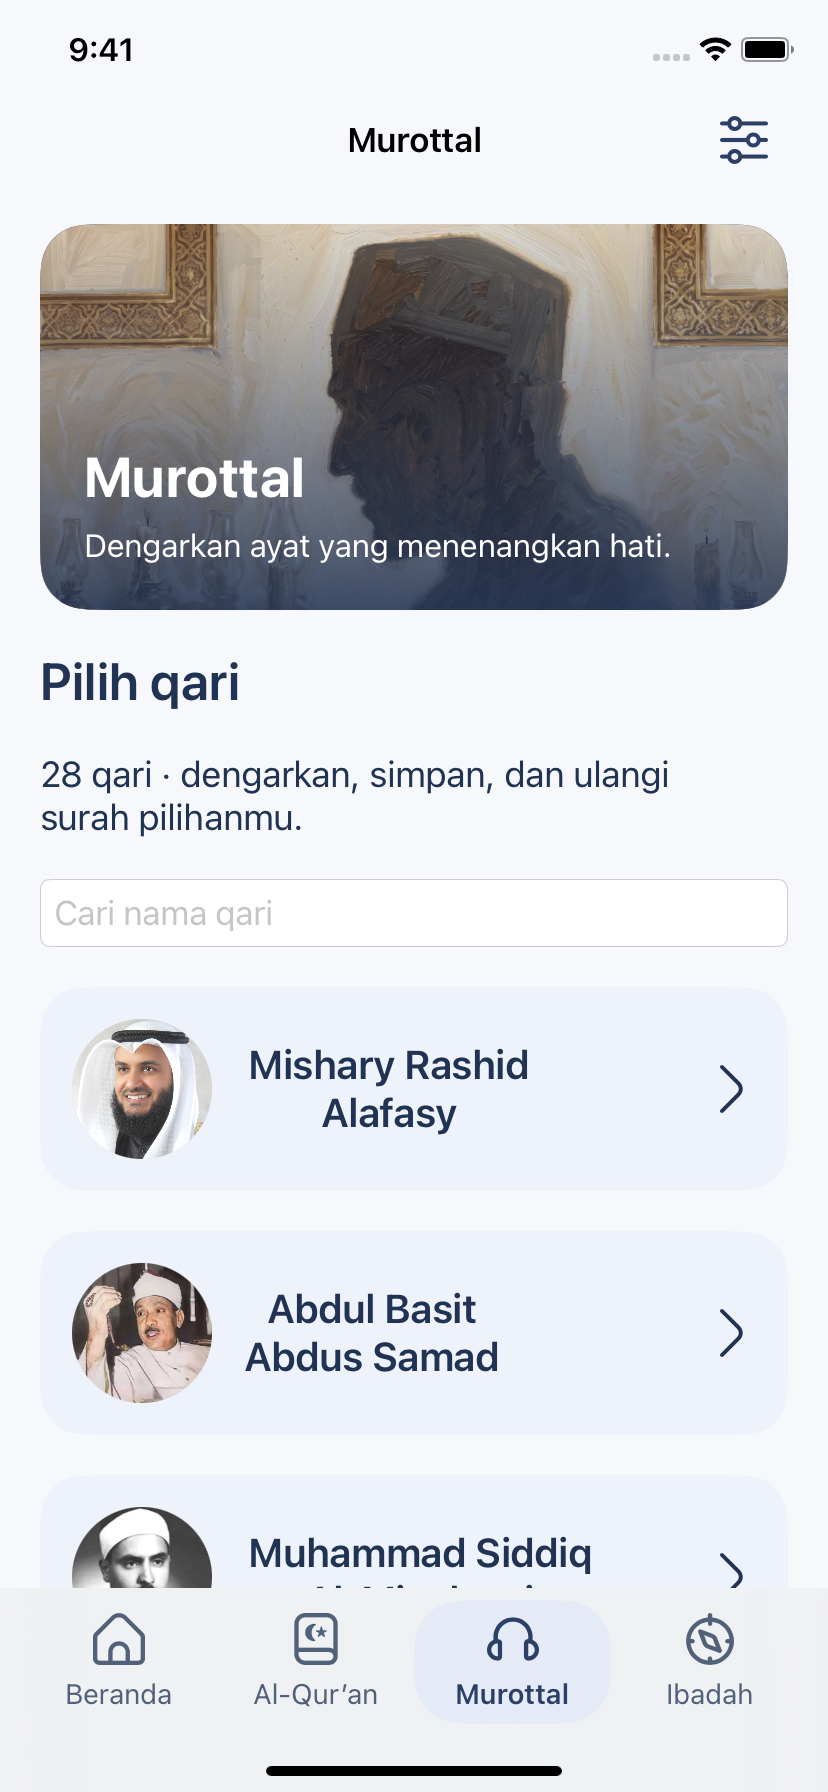 9:41
Murottal
Murottal
Dengarkan ayat yang menenangkan hati.
Pilih qari
28 qari · dengarkan, simpan, dan ulangi
surah pilihanmu.
Cari nama qari
Mishary Rashid
Alafasy
Abdul Basit
Abdus Samad
Muhammad Siddiq
Beranda
Al-Qur’an
Murottal
Ibadah